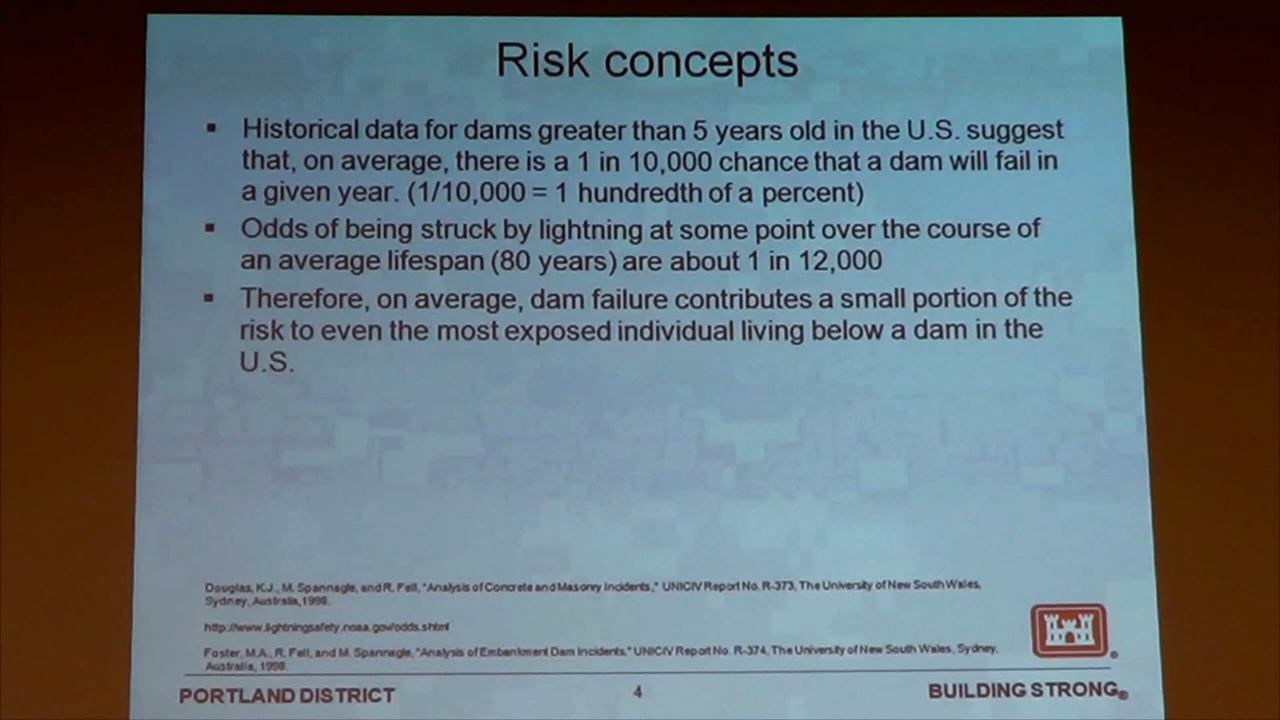 Risk concepts
▪ Historical data for dams greater than 5 years old in the U.S. suggest
that, on average, there is a 1 in 10,000 chance that a dam will fail in
a given year. (1/10,000 = 1 hundredth of a percent)
▪ Odds of being struck by lightning at some point over the course of
an average lifespan (80 years) are about 1 in 12,000
▪ Therefore, on average, dam failure contributes a small portion of the
risk to even the most exposed individual living below a dam in the
U.S.
Douglas, K.J., M. Spannagle, and R. Fell, "Analysis of Concrete and Masonry Incidents," UNICIV Report No. R-373, The University of New South Wales,
Sydney, Australia, 1998.
http://www.lightningsafety.noaa.gov/odds.shtml
Foster, M.A., R. Fell, and M. Spannagle, "Analysis of Embankment Dam Incidents." UNICIV Report No. R-374, The University of New South Wales, Sydney,
Australia, 1998.
PORTLAND DISTRICT 4 BUILDING STRONG®